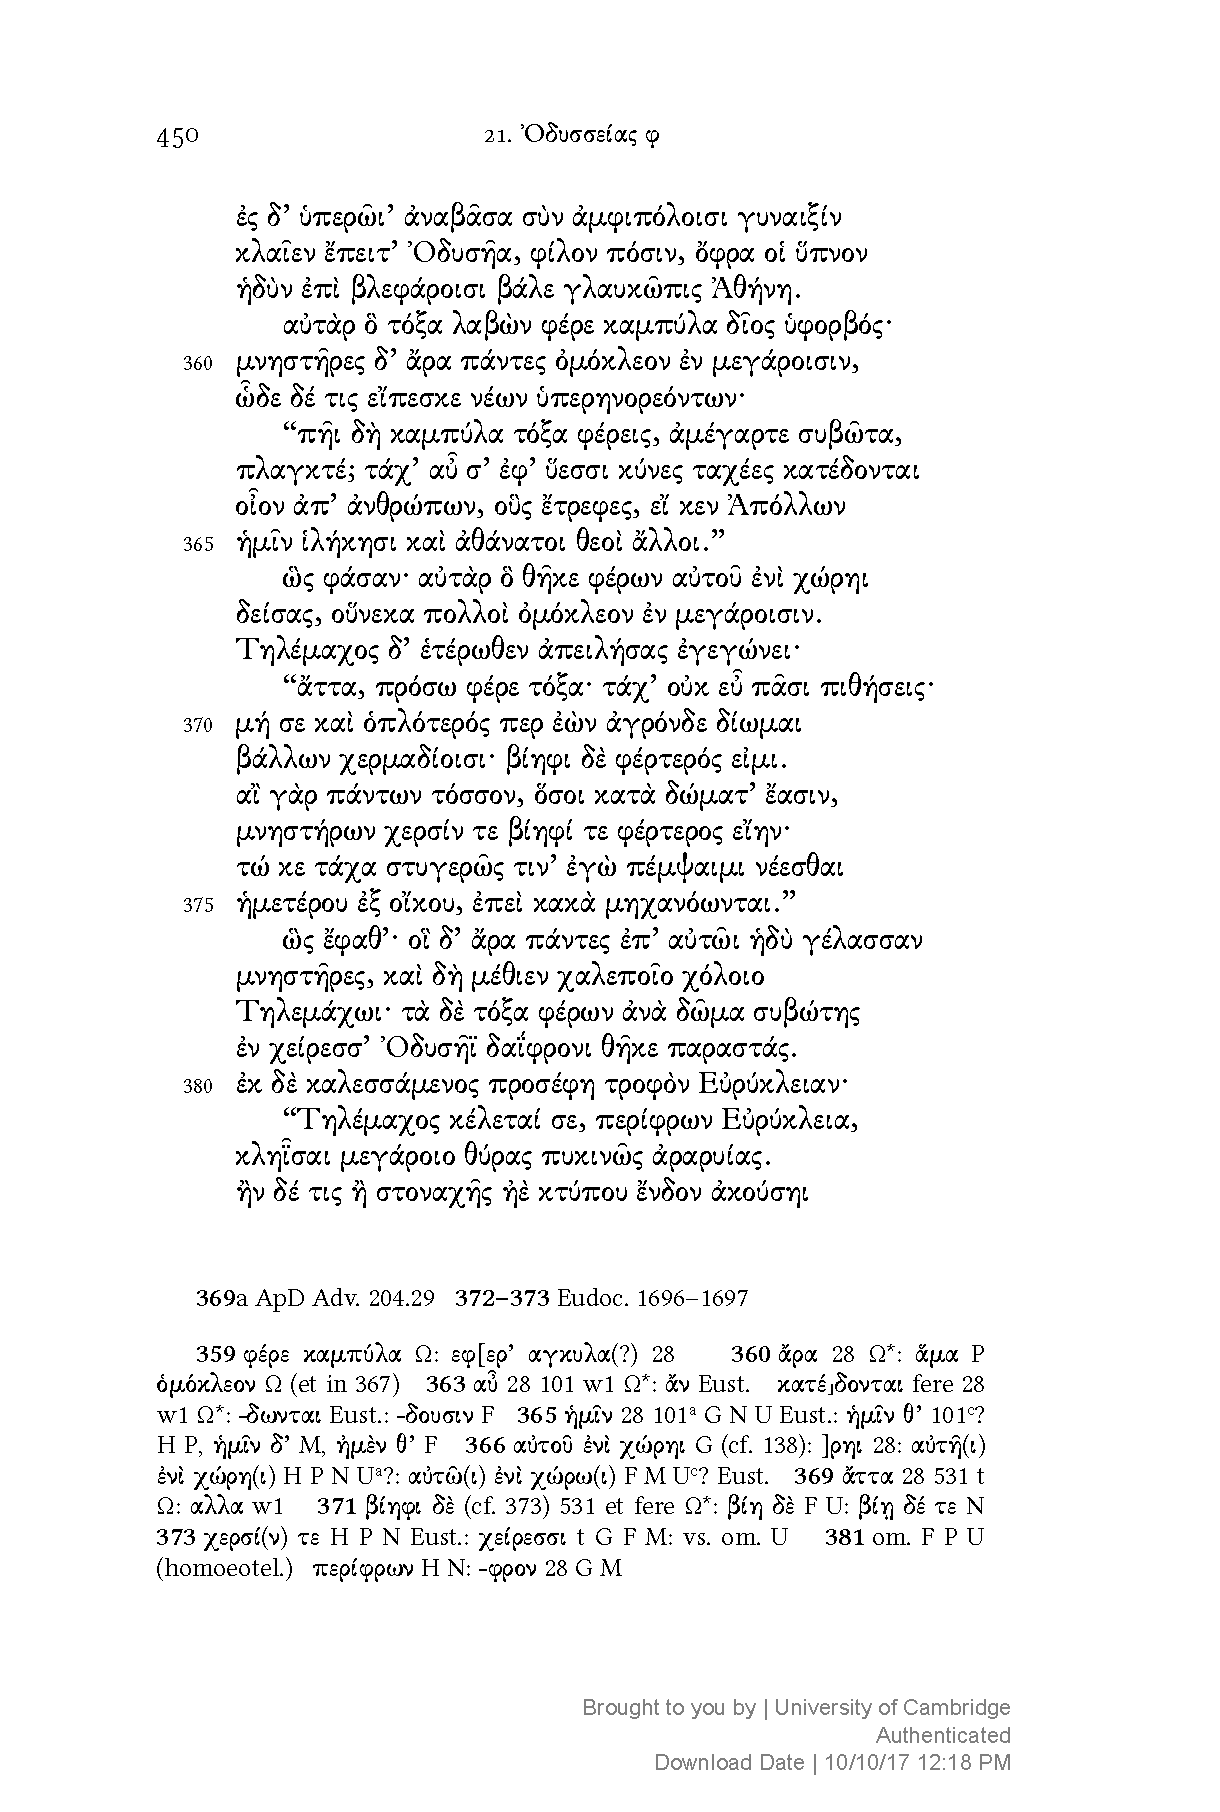 450 21. Ὀδυσσείας φ
ἐς δ’ ὑπερῶι’ ἀναβᾶσα σὺν ἀμφιπόλοισι γυναιξίν
κλαῖεν ἔπειτ’ Ὀδυσῆα, φίλον πόσιν, ὄφρα οἱ ὕπνον
ἡδὺν ἐπὶ βλεφάροισι βάλε γλαυκῶπις Ἀθήνη.
αὐτὰρ ὃ τόξα λαβὼν φέρε καμπύλα δῖος ὑφορβός·
360 μνηστῆρες δ’ ἄρα πάντες ὀμόκλεον ἐν μεγάροισιν,
ὧδε δέ τις εἴπεσκε νέων ὑπερηνορεόντων·
“πῆι δὴ καμπύλα τόξα φέρεις, ἀμέγαρτε συβῶτα,
πλαγκτέ; τάχ’ αὖ σ’ ἐφ’ ὕεσσι κύνες ταχέες κατέδονται
οἶον ἀπ’ ἀνθρώπων, οὓς ἔτρεφες, εἴ κεν Ἀπόλλων
365 ἡμῖν ἱλήκησι καὶ ἀθάνατοι θεοὶ ἄλλοι.”
ὣς φάσαν· αὐτὰρ ὃ θῆκε φέρων αὐτοῦ ἐνὶ χώρηι
δείσας, οὕνεκα πολλοὶ ὀμόκλεον ἐν μεγάροισιν.
Τηλέμαχος δ’ ἑτέρωθεν ἀπειλήσας ἐγεγώνει·
“ἄττα, πρόσω φέρε τόξα· τάχ’ οὐκ εὖ πᾶσι πιθήσεις·
370 μή σε καὶ ὁπλότερός περ ἐὼν ἀγρόνδε δίωμαι
βάλλων χερμαδίοισι· βίηφι δὲ φέρτερός εἰμι.
αἲ γὰρ πάντων τόσσον, ὅσοι κατὰ δώματ’ ἔασιν,
μνηστήρων χερσίν τε βίηφί τε φέρτερος εἴην·
τώ κε τάχα στυγερῶς τιν’ ἐγὼ πέμψαιμι νέεσθαι
375 ἡμετέρου ἐξ οἴκου, ἐπεὶ κακὰ μηχανόωνται.”
ὣς ἔφαθ’· οἳ δ’ ἄρα πάντες ἐπ’ αὐτῶι ἡδὺ γέλασσαν
μνηστῆρες, καὶ δὴ μέθιεν χαλεποῖο χόλοιο
Τηλεμάχωι· τὰ δὲ τόξα φέρων ἀνὰ δῶμα συβώτης
ἐν χείρεσσ’ Ὀδυσῆϊ δαΐφρονι θῆκε παραστάς.
380 ἐκ δὲ καλεσσάμενος προσέφη τροφὸν Εὐρύκλειαν·
“Τηλέμαχος κέλεταί σε, περίφρων Εὐρύκλεια,
κληῗσαι μεγάροιο θύρας πυκινῶς ἀραρυίας.
ἢν δέ τις ἢ στοναχῆς ἠὲ κτύπου ἔνδον ἀκούσηι
369a ApD Adv. 204.29 372–373 Eudoc. 1696–1697
359 φέρε καμπύλα Ω: εφ[ερ’ αγκυλα(?) 28 360 ἄρα 28 Ω*: ἅμα P
ὁμόκλεον Ω (et in 367) 363 αὖ 28 101 w1 Ω*: ἄν Eust. κατέ⌟δονται fere 28
w1 Ω*: -δωνται Eust.: -δουσιν F 365 ἡμῖν 28 101ᵃ G N U Eust.: ἡμῖν θ’ 101ᶜ?
H P, ἡμῖν δ’ M, ἠμὲν θ’ F 366 αὐτοῦ ἐνὶ χώρηι G (cf. 138): ]ρηι 28: αὐτῆ(ι)
ἐνὶ χώρη(ι) H P N Uᵃ?: αὐτῶ(ι) ἐνὶ χώρω(ι) F M Uᶜ? Eust. 369 ἄττα 28 531 t
Ω: αλλα w1 371 βίηφι δὲ (cf. 373) 531 et fere Ω*: βίη δὲ F U: βίῃ δέ τε N
373 χερσί(ν) τε H P N Eust.: χείρεσσι t G F M: vs. om. U 381 om. F P U
(homoeotel.) περίφρων H N: -φρον 28 G M
Brought to you by | University of Cambridge
Authenticated
Download Date | 10/10/17 12:18 PM